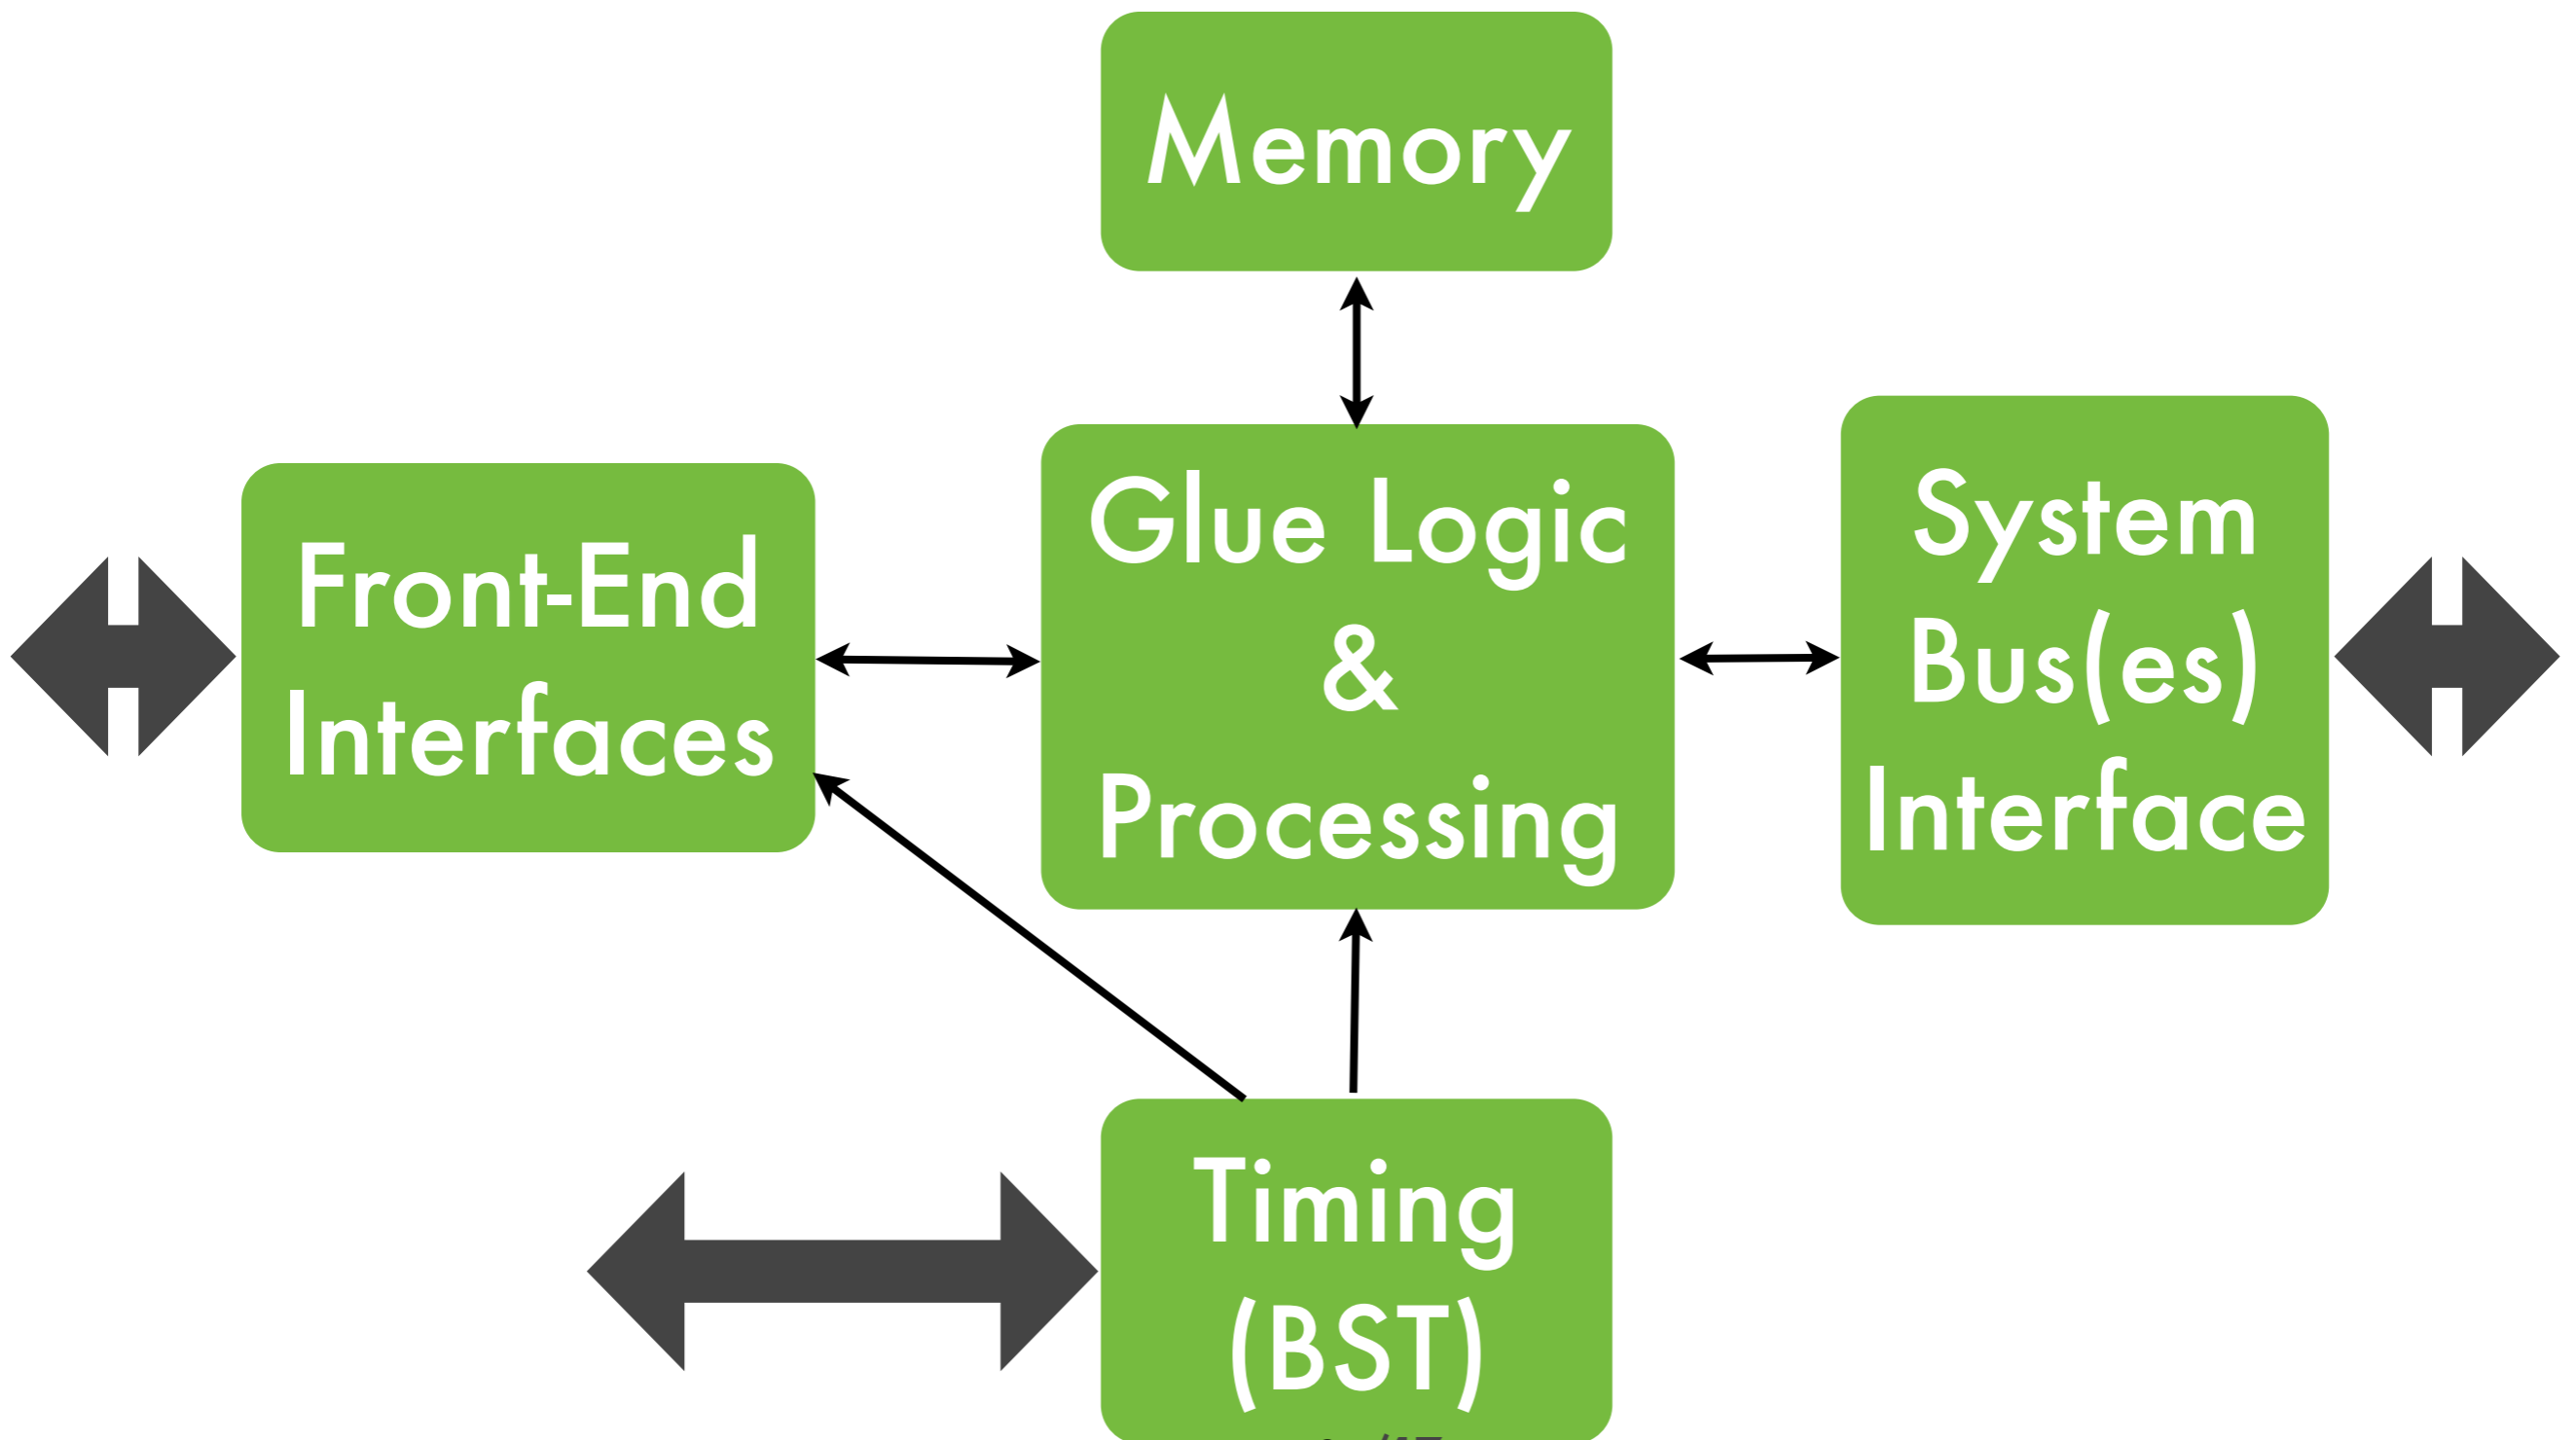 Memory
Front-End
Interfaces
Glue Logic
&
Processing
System
Bus(es)
Interface
Timing
(BST)